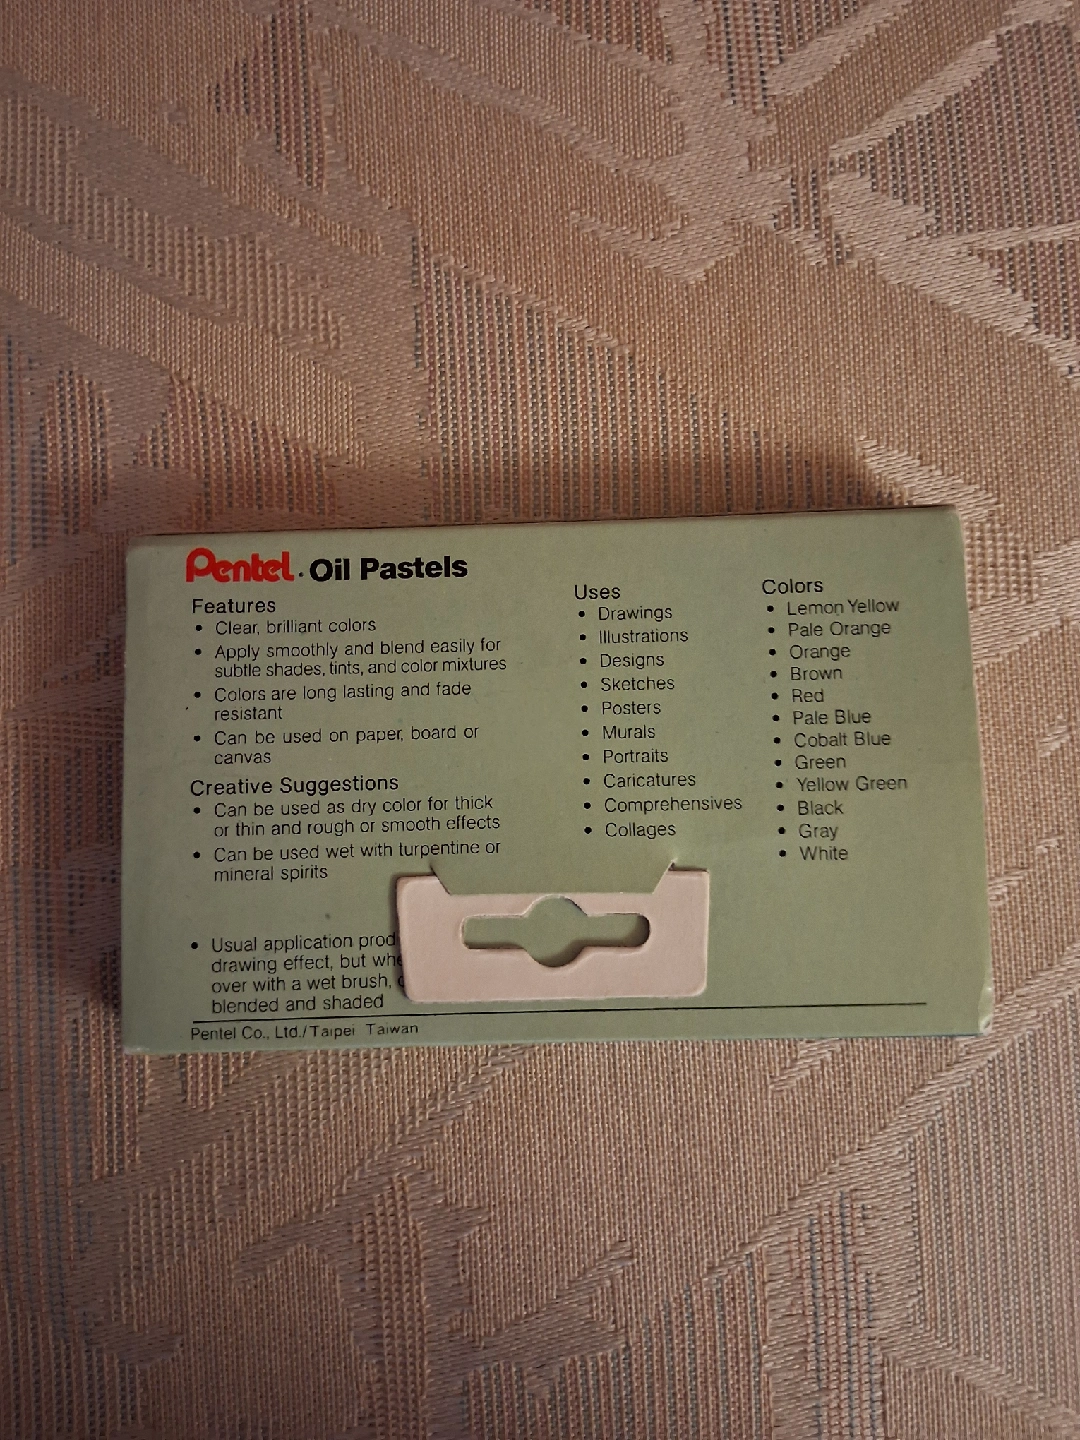 Pentel. Oil Pastels
Features
• Clear, brilliant colors
• Apply smoothly and blend easily for
subtle shades, tints, and color mixtures
• Colors are long lasting and fade
resistant
• Can be used on paper, board or
canvas
Creative Suggestions
• Can be used as dry color for thick
or thin and rough or smooth effects
• Can be used wet with turpentine or
mineral spirits
• Usual application
drawing effect, but
over with a wet brush,
blended and shaded
Uses
• Drawings
• Illustrations
• Designs
• Sketches
• Posters
• Murals
• Portraits
• Caricatures
• Comprehensives
• Collages
Colors
• Lemon Yellow
• Pale Orange
• Orange
• Brown
• Red
• Pale Blue
• Cobalt Blue
• Green
• Yellow Green
• Black
• Gray
• White
Pentel Co., Ltd./Taipei Taiwan